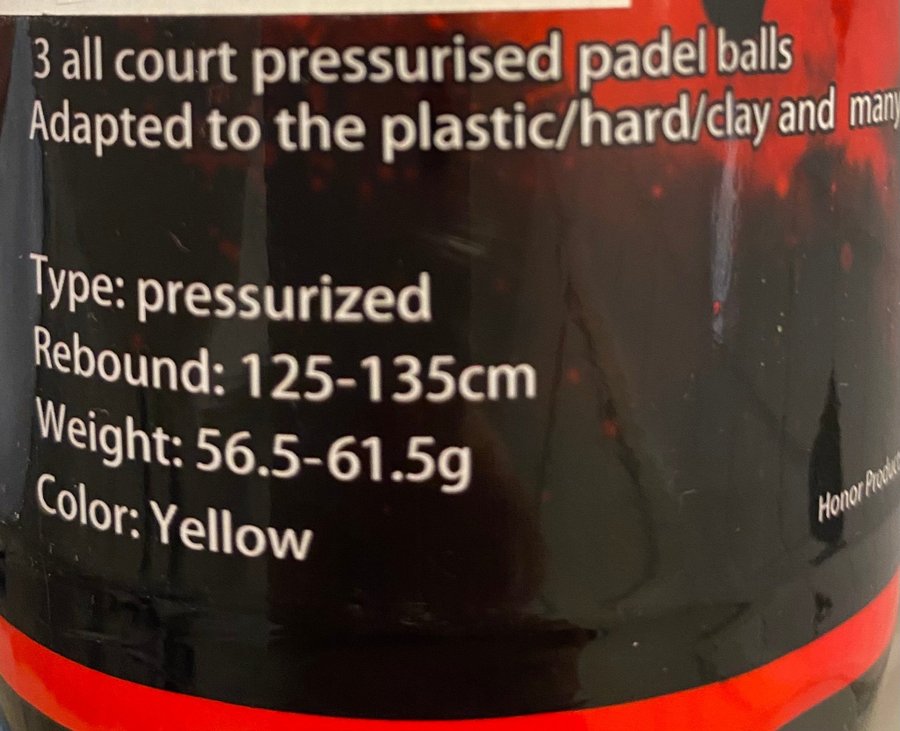 3 all court pressurised padel balls
Adapted to the plastic/hard/clay and many
Type: pressurized
Rebound: 125-135cm
Weight: 56.5-61.5g
Color: Yellow
Honor